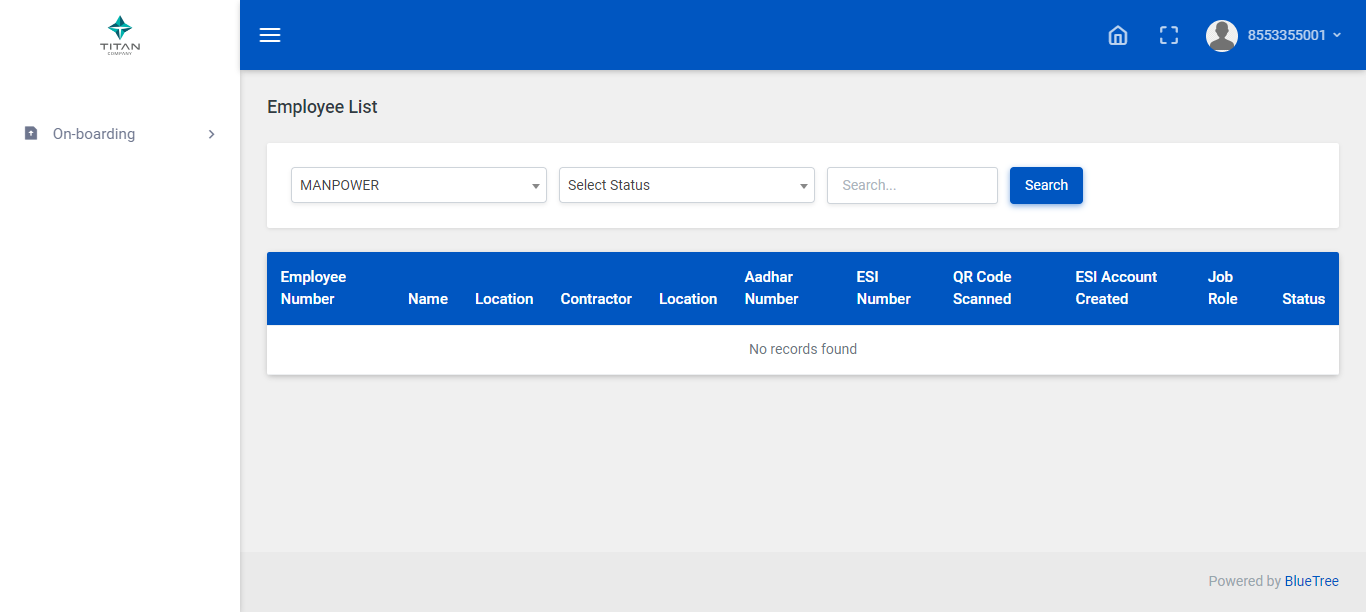 TITAN
COMPANY
8553355001
On-boarding
Employee List
MANPOWER
Select Status
Search...
Search
Employee Number
Name
Location
Contractor
Location
Aadhar Number
ESI Number
QR Code Scanned
ESI Account Created
Job Role
Status
No records found
Powered by BlueTree